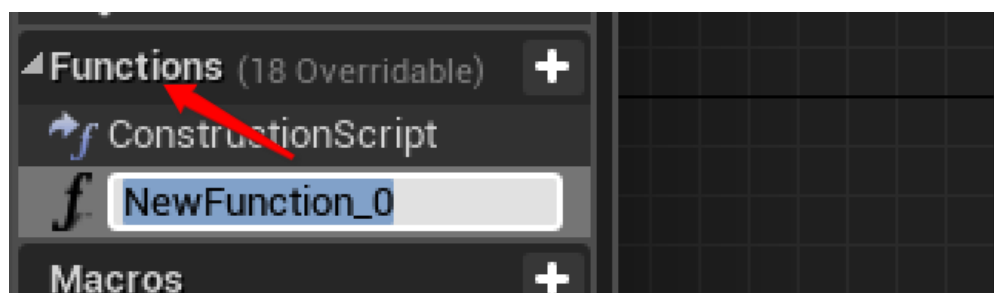 Functions (18 Overridable)
ConstructionScript
NewFunction_0
Macros